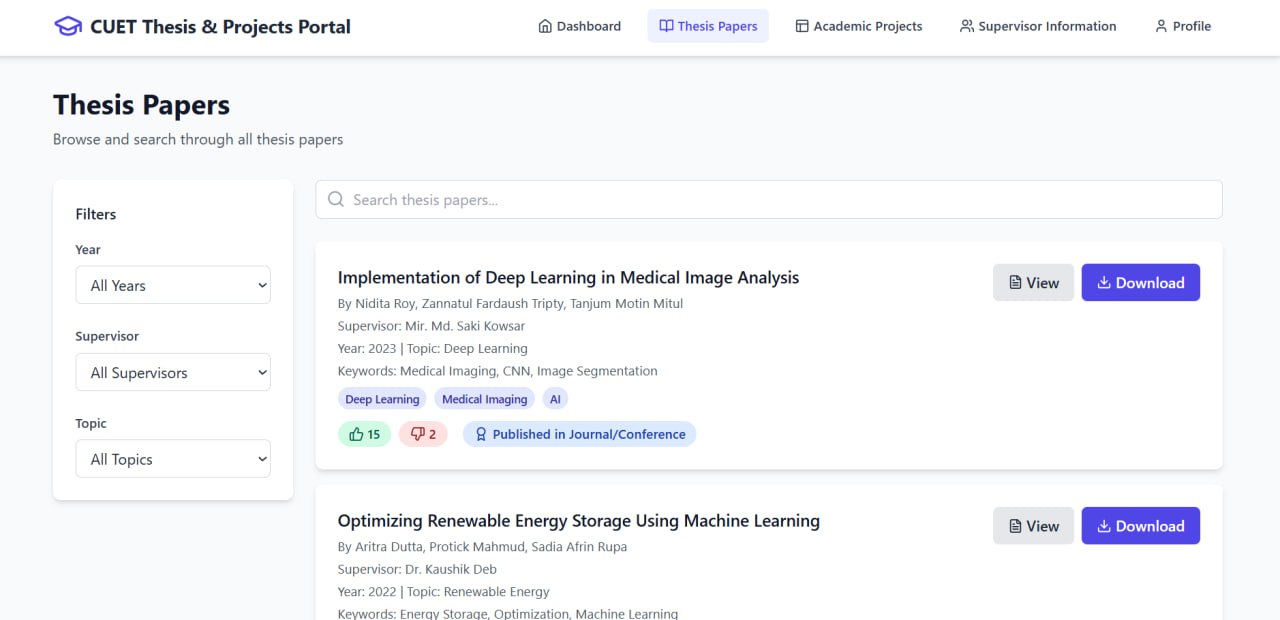 CUET Thesis & Projects Portal
Dashboard
Thesis Papers
Academic Projects
Supervisor Information
Profile
Thesis Papers
Browse and search through all thesis papers
Filters
Year
All Years
Supervisor
All Supervisors
Topic
All Topics
Search thesis papers...
Implementation of Deep Learning in Medical Image Analysis
By Nidita Roy, Zannatul Fardaush Tripty, Tanjum Motin Mitul
Supervisor: Mir. Md. Saki Kowsar
Year: 2023 | Topic: Deep Learning
Keywords: Medical Imaging, CNN, Image Segmentation
Deep Learning
Medical Imaging
AI
15
2
Published in Journal/Conference
View
Download
Optimizing Renewable Energy Storage Using Machine Learning
By Aritra Dutta, Protick Mahmud, Sadia Afrin Rupa
Supervisor: Dr. Kaushik Deb
Year: 2022 | Topic: Renewable Energy
Keywords: Energy Storage, Optimization, Machine Learning
View
Download